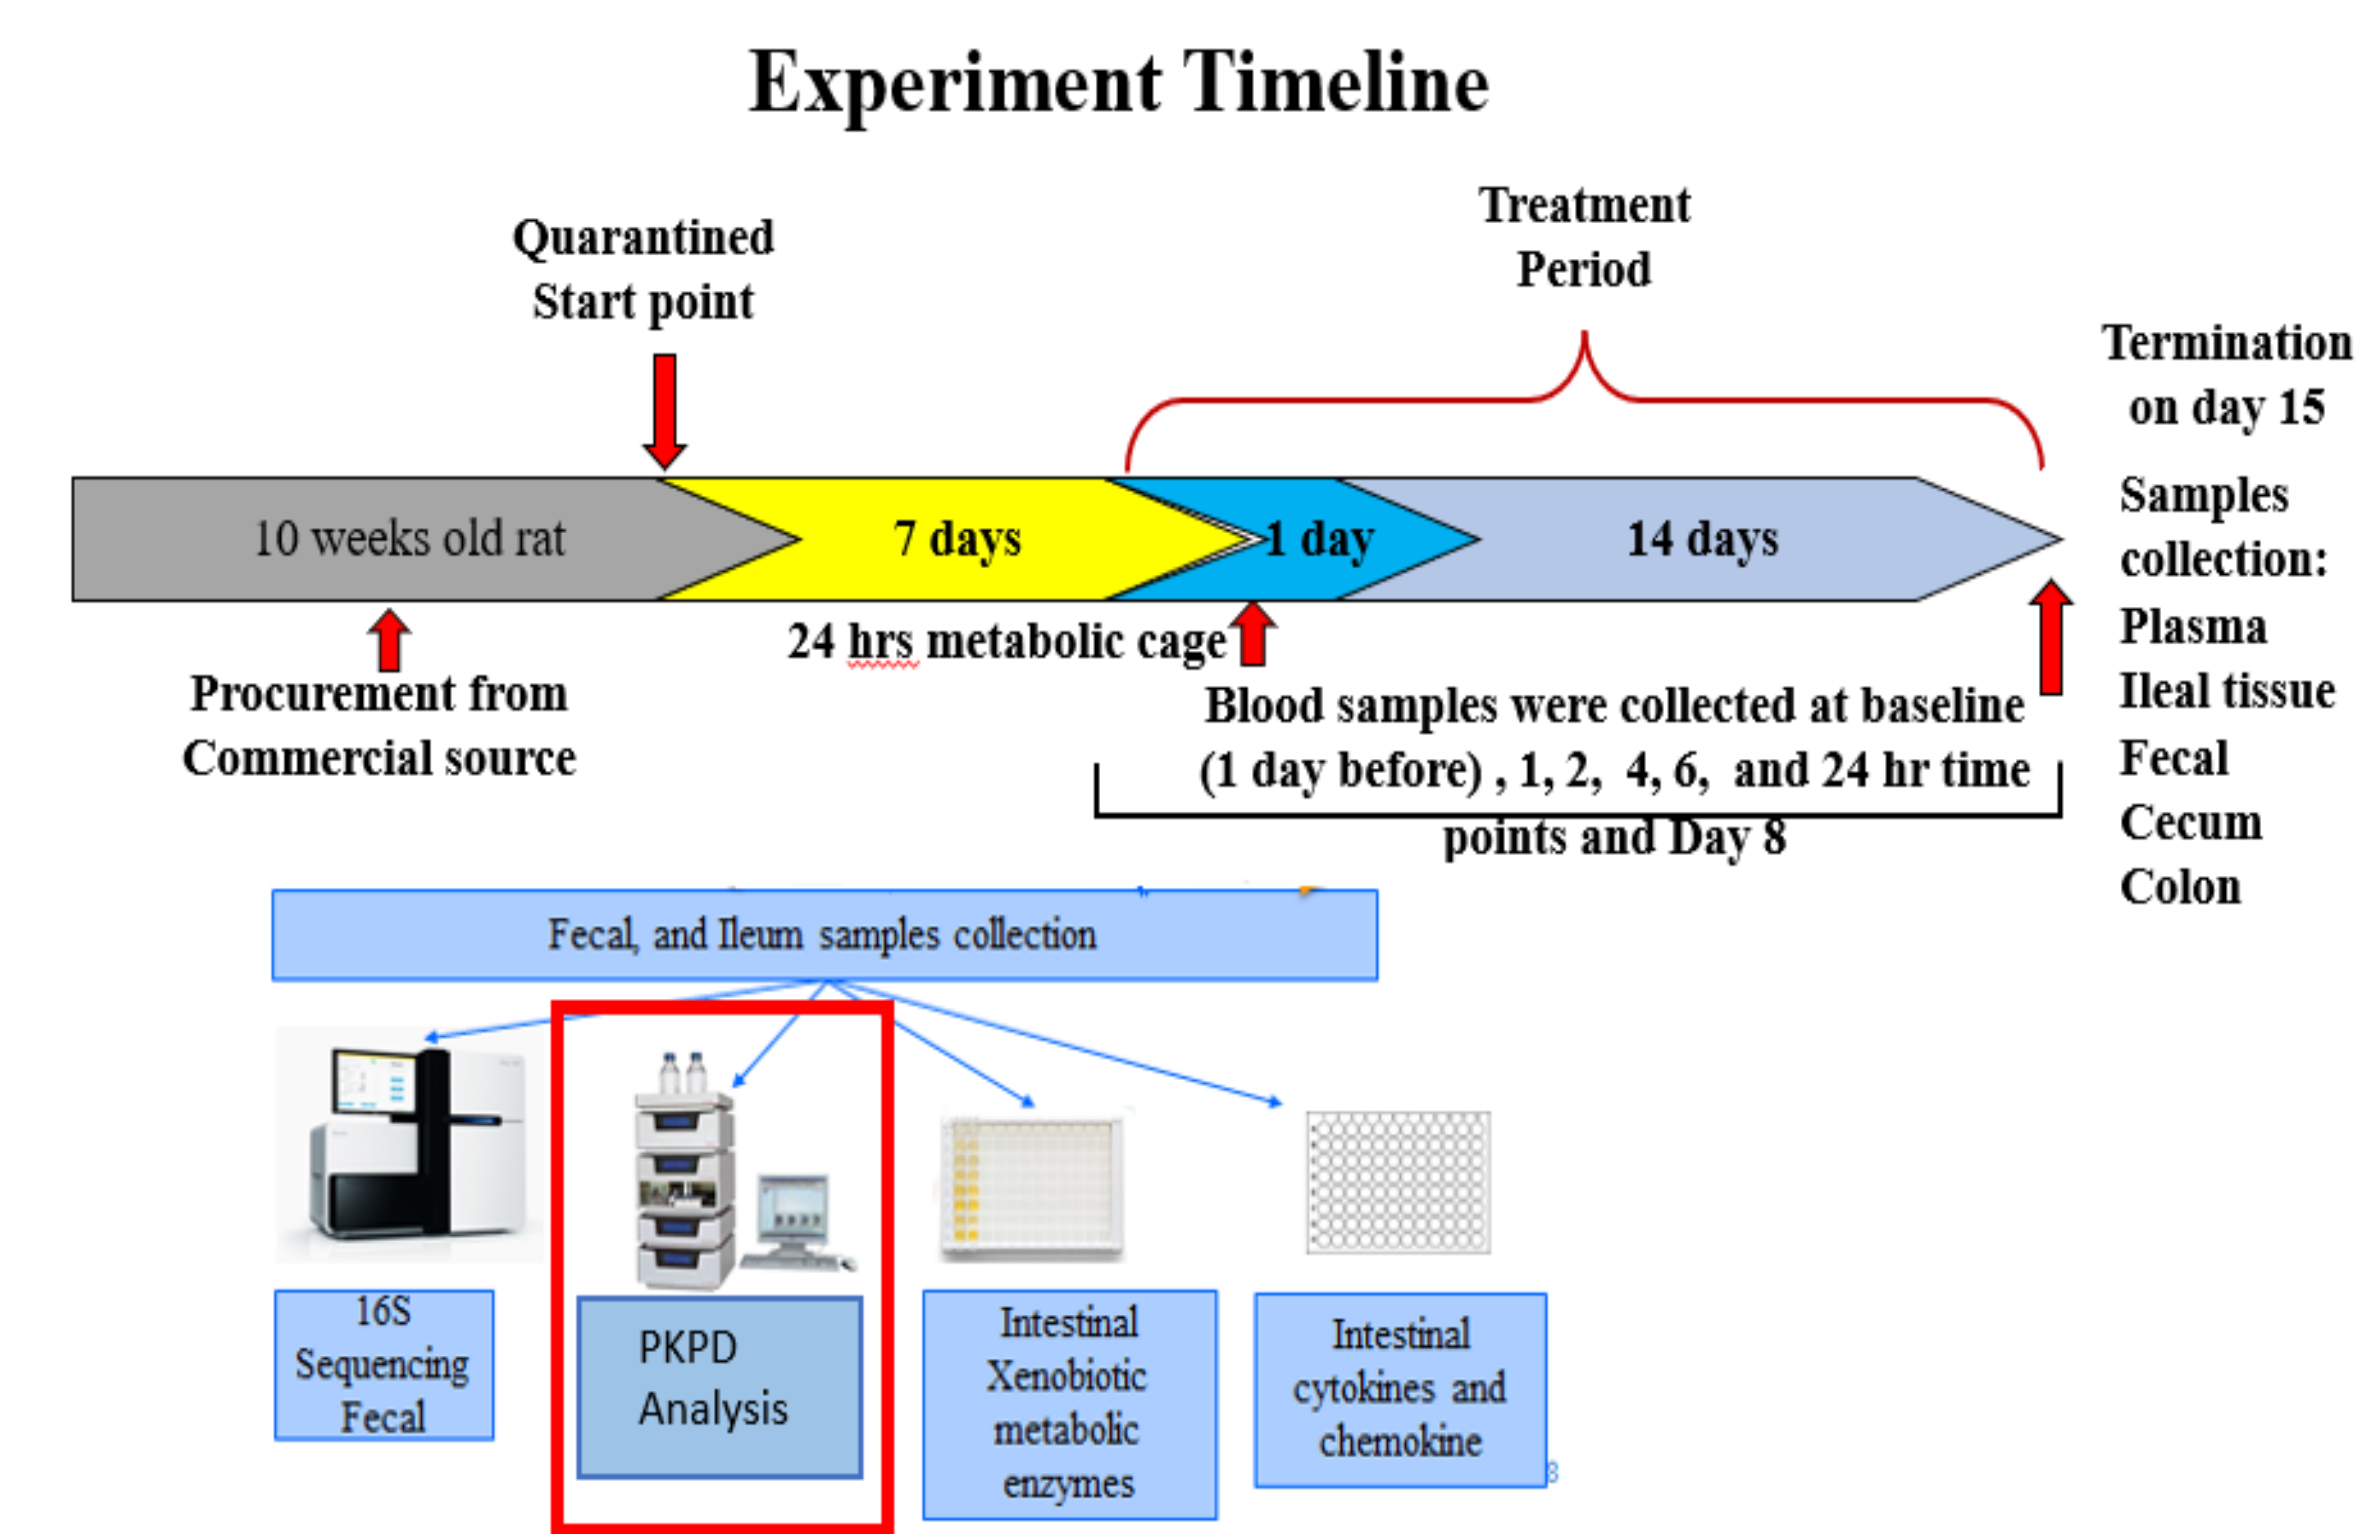 Experiment Timeline
Quarantined
Start point
Treatment
Period
Termination
on day 15
10 weeks old rat
7 days
1 day
14 days
24 hrs metabolic cage
Procurement from
Commercial source
Blood samples were collected at baseline
(1 day before) , 1, 2, 4, 6, and 24 hr time
points and Day 8
Samples
collection:
Plasma
Ileal tissue
Fecal
Cecum
Colon
Fecal, and Ileum samples collection
16S
Sequencing
Fecal
PKPD
Analysis
Intestinal
Xenobiotic
metabolic
enzymes
Intestinal
cytokines and
chemokine
8